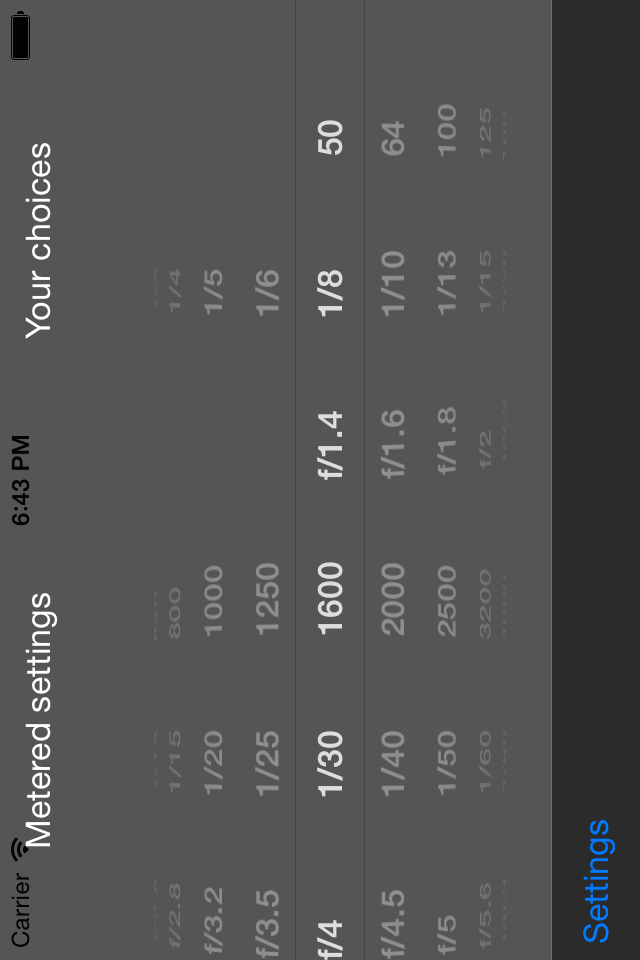 Carrier 6:43 PM
Metered settings Your choices
f/2.8 1/15 800 1/4
f/3.2 1/20 1000 1/5
f/3.5 1/25 1250 1/6
f/4 1/30 1600 f/1.4 1/8 50
f/4.5 1/40 2000 f/1.6 1/10 64
f/5 1/50 2500 f/1.8 1/13 100
f/5.6 1/60 3200 f/2 1/15 125
Settings